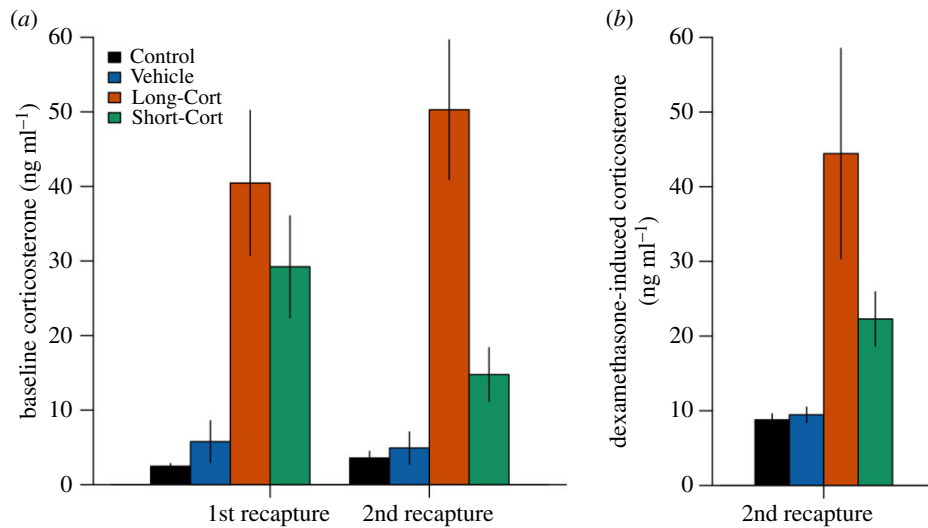 (a)
60
50
40
30
20
10
0
baseline corticosterone (ng ml⁻¹)
Control
Vehicle
Long-Cort
Short-Cort
1st recapture
2nd recapture
(b)
60
50
40
30
20
10
0
dexamethasone-induced corticosterone
(ng ml⁻¹)
2nd recapture